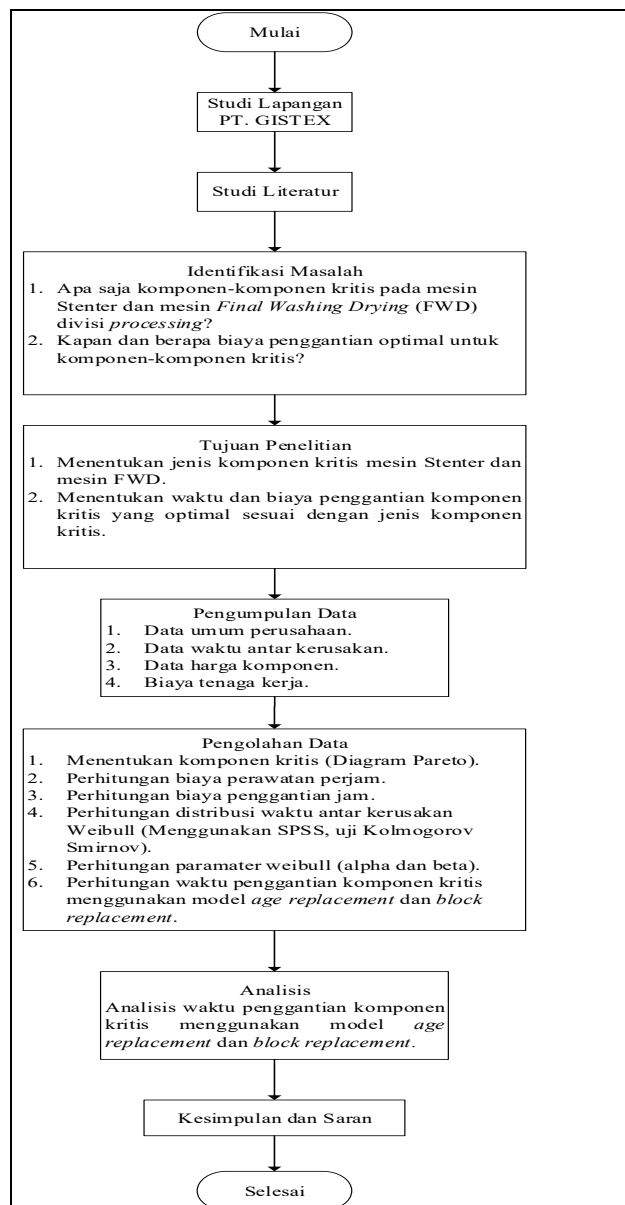 Mulai
Studi Lapangan
PT. GISTEX
Studi Literatur
Identifikasi Masalah
1. Apa saja komponen-komponen kritis pada mesin
Stenter dan mesin Final Washing Drying (FWD)
divisi processing?
2. Kapan dan berapa biaya penggantian optimal untuk
komponen-komponen kritis?
Tujuan Penelitian
1. Menentukan jenis komponen kritis mesin Stenter dan
mesin FWD.
2. Menentukan waktu dan biaya penggantian komponen
kritis yang optimal sesuai dengan jenis komponen
kritis.
Pengumpulan Data
1. Data umum perusahaan.
2. Data waktu antar kerusakan.
3. Data harga komponen.
4. Biaya tenaga kerja.
Pengolahan Data
1. Menentukan komponen kritis (Diagram Pareto).
2. Perhitungan biaya perawatan perjam.
3. Perhitungan biaya penggantian jam.
4. Perhitungan distribusi waktu antar kerusakan
Weibull (Menggunakan SPSS, uji Kolmogorov
Smirnov).
5. Perhitungan paramater weibull (alpha dan beta).
6. Perhitungan waktu penggantian komponen kritis
menggunakan model age replacement dan block
replacement.
Analisis
Analisis waktu penggantian komponen
kritis menggunakan model age
replacement dan block replacement.
Kesimpulan dan Saran
Selesai